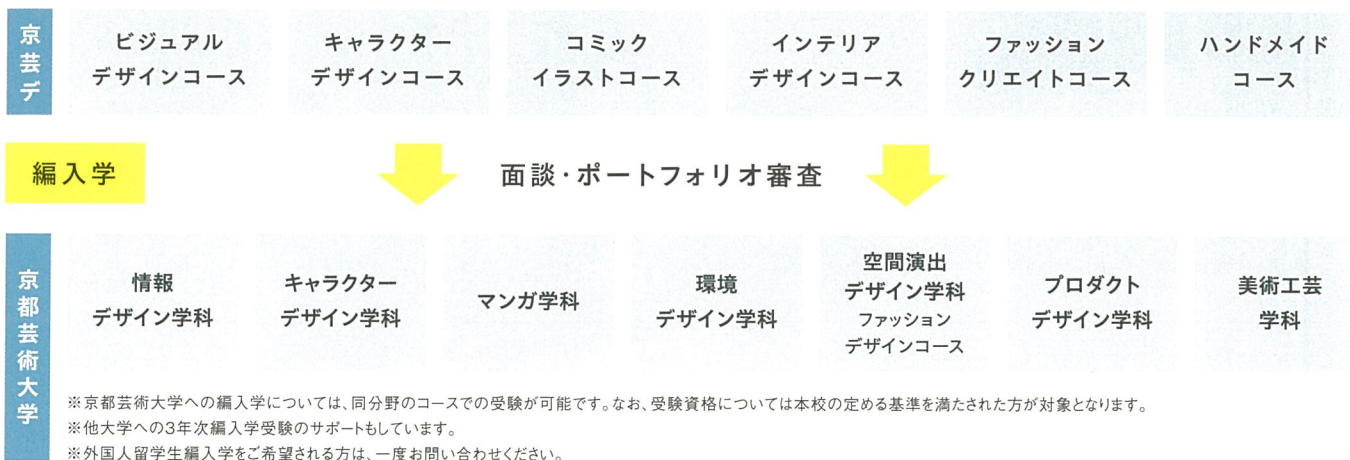 京芸デ
ビジュアル
デザインコース
キャラクター
デザインコース
コミック
イラストコース
インテリア
デザインコース
ファッション
クリエイトコース
ハンドメイド
コース
編入学
面談・ポートフォリオ審査
京都芸術大学
情報
デザイン学科
キャラクター
デザイン学科
マンガ学科
環境
デザイン学科
空間演出
デザイン学科
ファッション
デザインコース
プロダクト
デザイン学科
美術工芸
学科
※京都芸術大学への編入学については、同分野のコースでの受験が可能です。なお、受験資格については本校の定める基準を満たされた方が対象となります。
※他大学への3年次編入学受験のサポートもしています。
※外国人留学生編入学をご希望される方は、一度お問い合わせください。